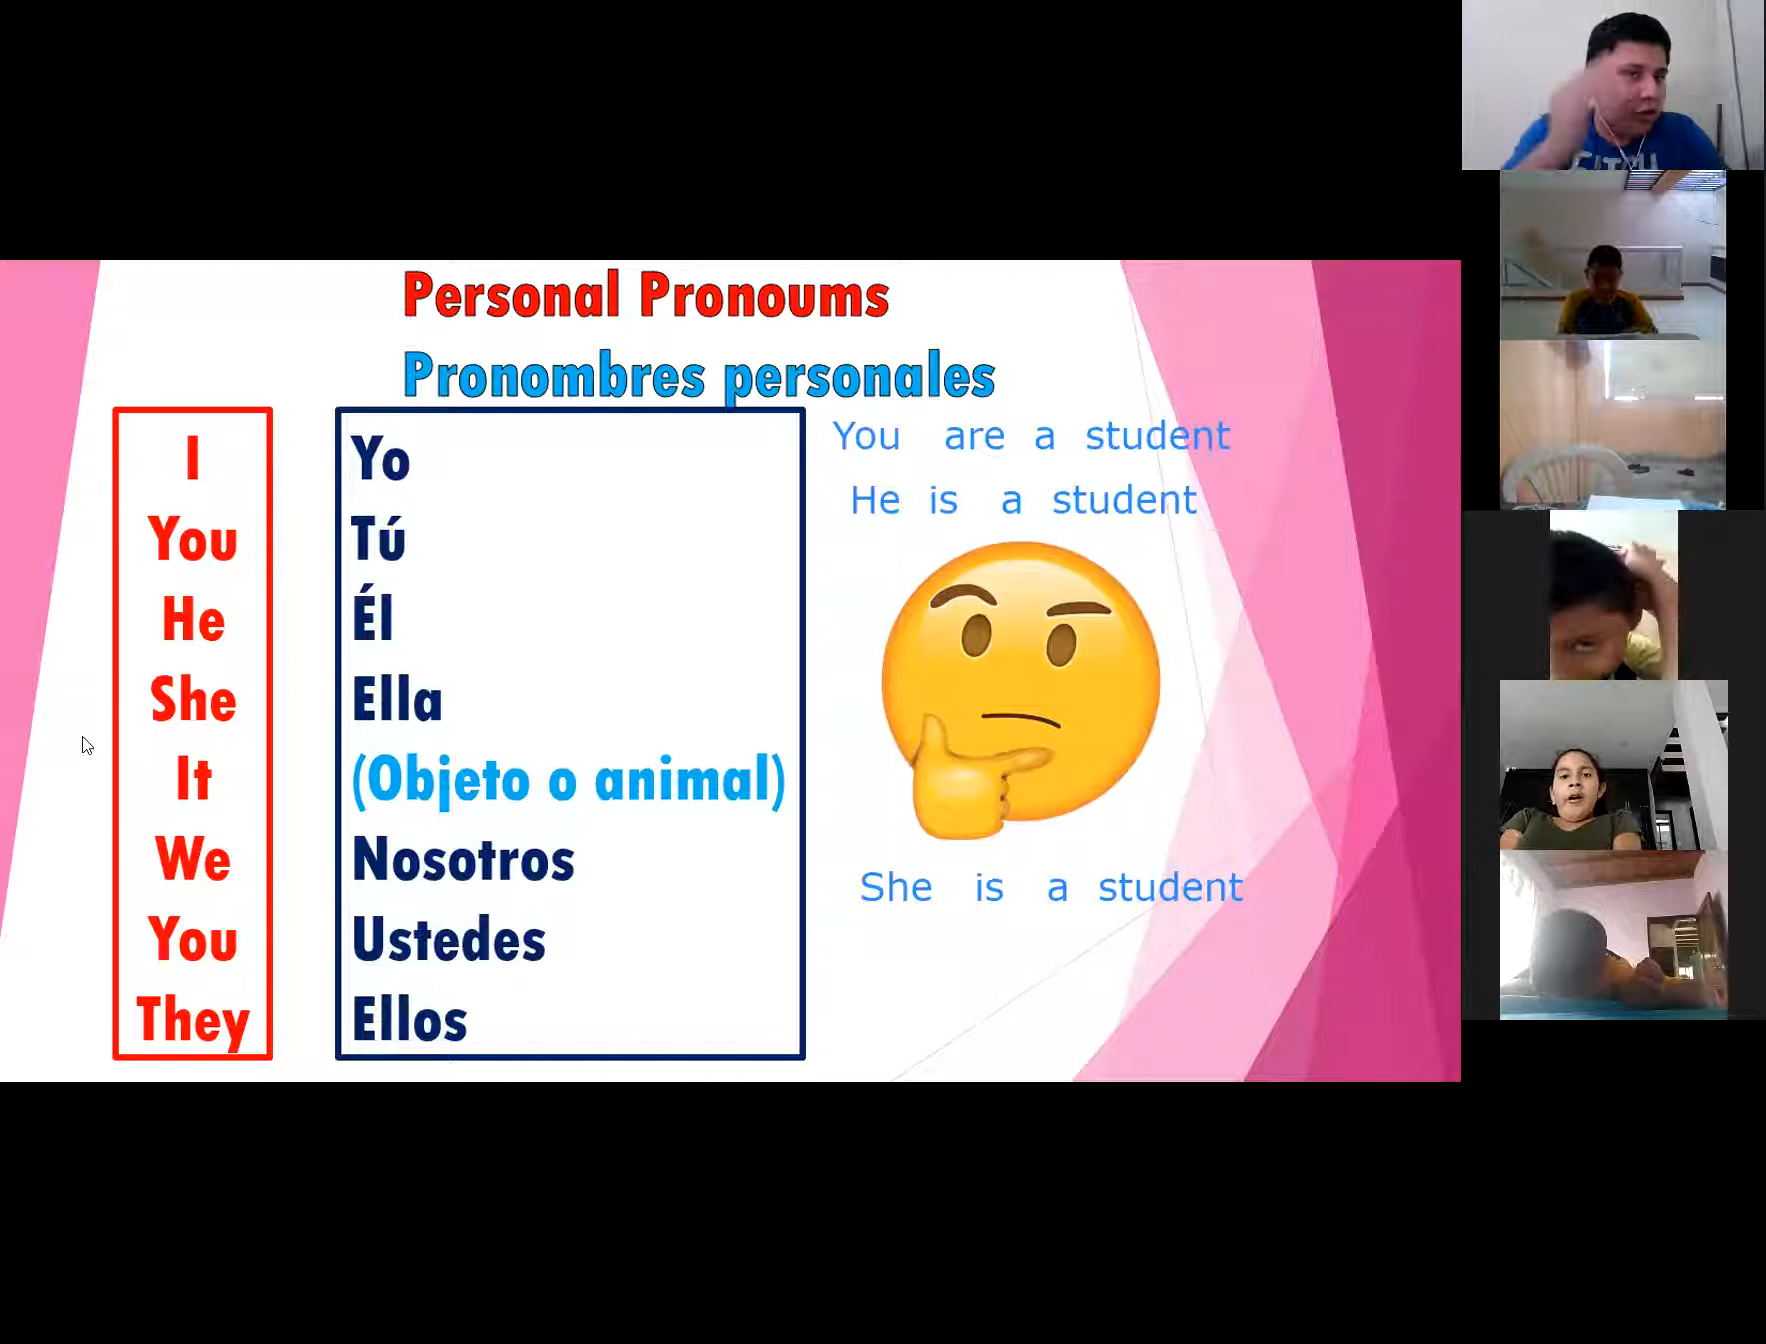 Personal Pronoums
Pronombres personales
I
You
He
She
It
We
You
They
Yo
Tú
Él
Ella
(Objeto o animal)
Nosotros
Ustedes
Ellos
You are a student
He is a student
She is a student